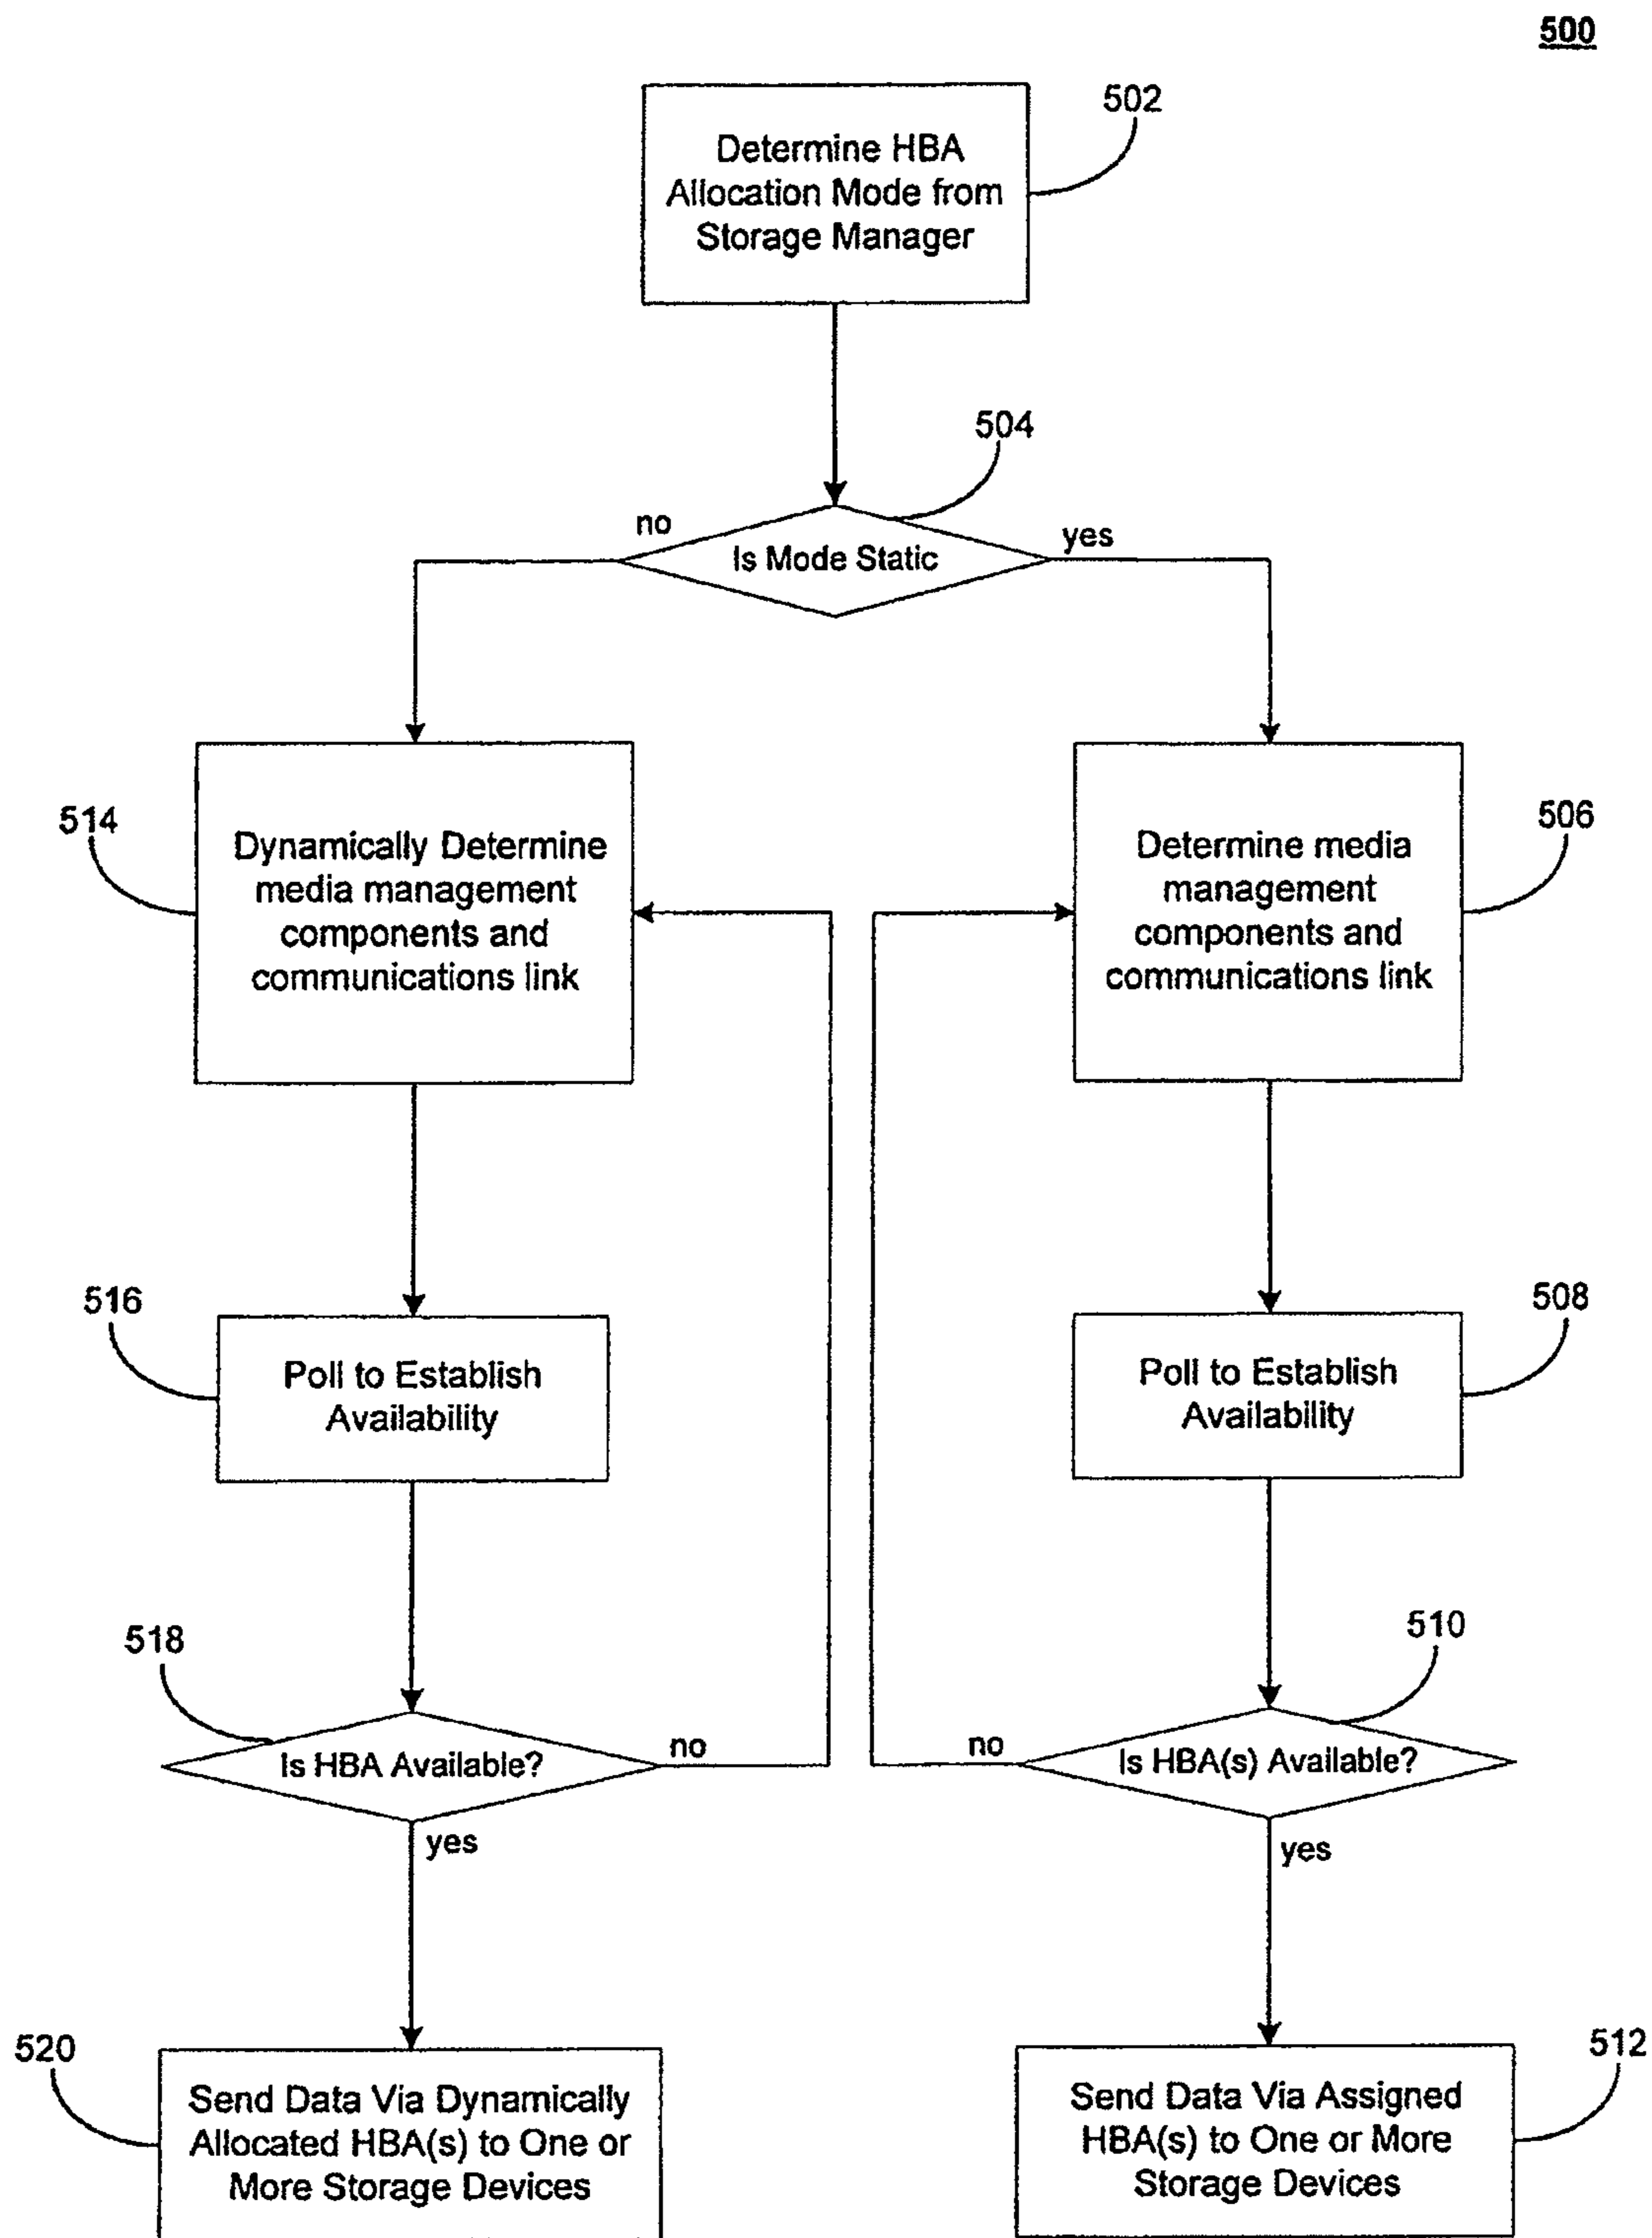 500
502
Determine HBA
Allocation Mode from
Storage Manager
504
no
yes
Is Mode Static
514
Dynamically Determine
media management
components and
communications link
506
Determine media
management
components and
communications link
516
Poll to Establish
Availability
508
Poll to Establish
Availability
518
Is HBA Available?
no
yes
510
no
Is HBA(s) Available?
yes
520
Send Data Via Dynamically
Allocated HBA(s) to One or
More Storage Devices
512
Send Data Via Assigned
HBA(s) to One or More
Storage Devices